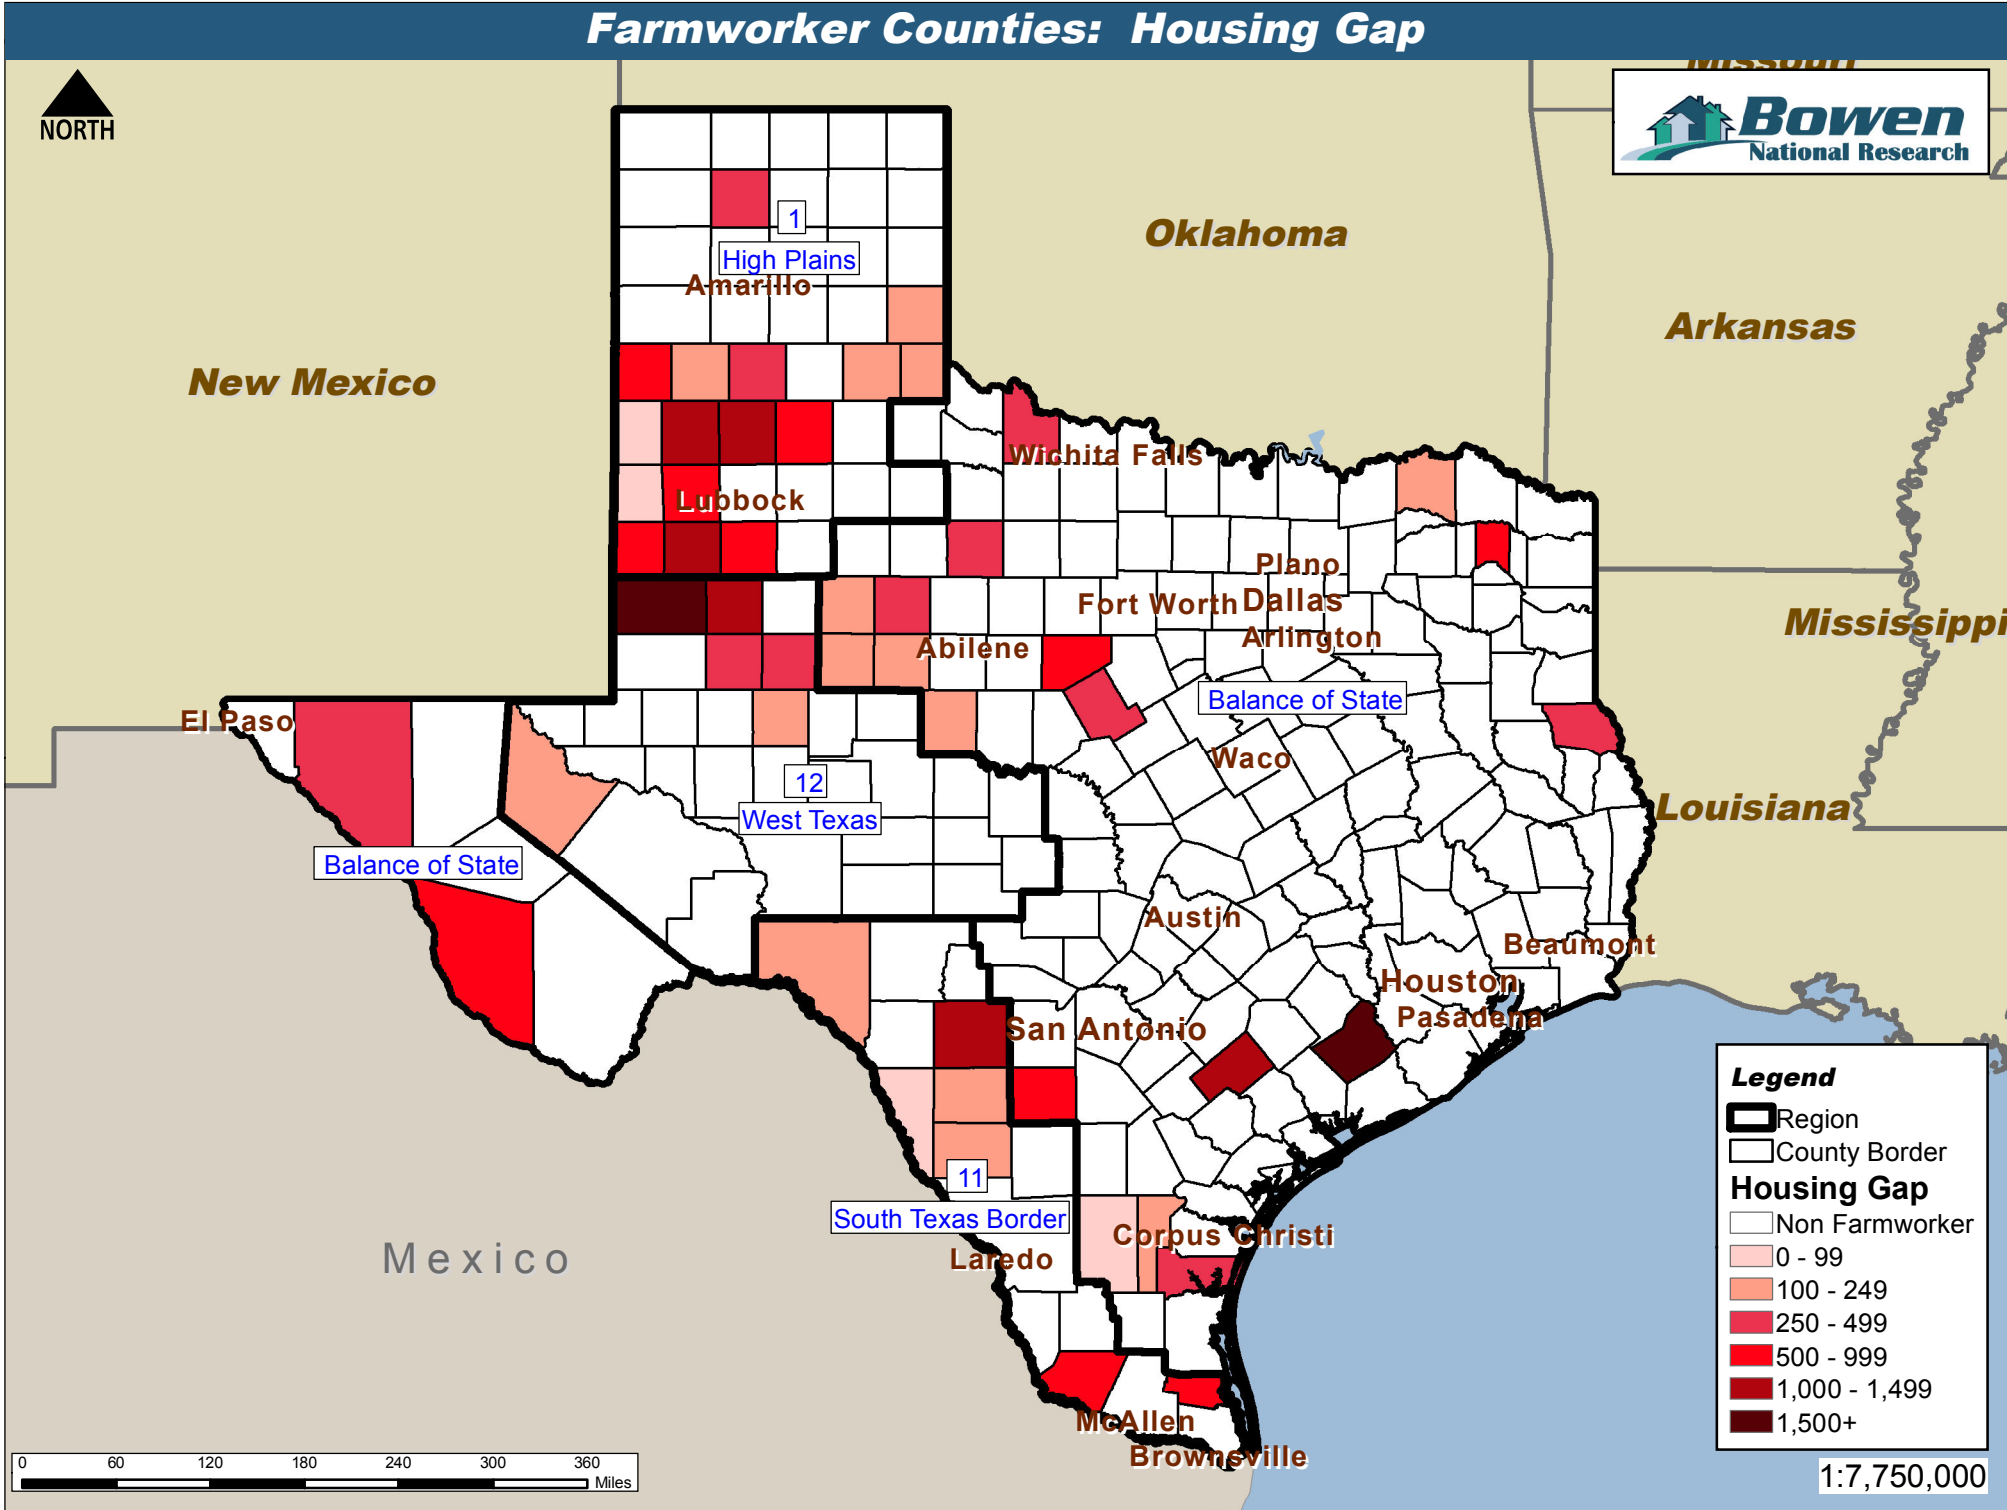 Farmworker Counties: Housing Gap
NORTH
Missouri
Bowen
National Research
Oklahoma
1
High Plains
Amarillo
Arkansas
New Mexico
Wichita Falls
Lubbock
Plano
Fort Worth
Dallas
Mississippi
Arlington
Abilene
Balance of State
El Paso
Waco
12
West Texas
Louisiana
Balance of State
Austin
Beaumont
Houston
Pasadena
San Antonio
11
South Texas Border
Corpus Christi
Laredo
Mexico
McAllen
Brownsville
Legend
Region
County Border
Housing Gap
Non Farmworker
0 - 99
100 - 249
250 - 499
500 - 999
1,000 - 1,499
1,500+
0 60 120 180 240 300 360
Miles
1:7,750,000